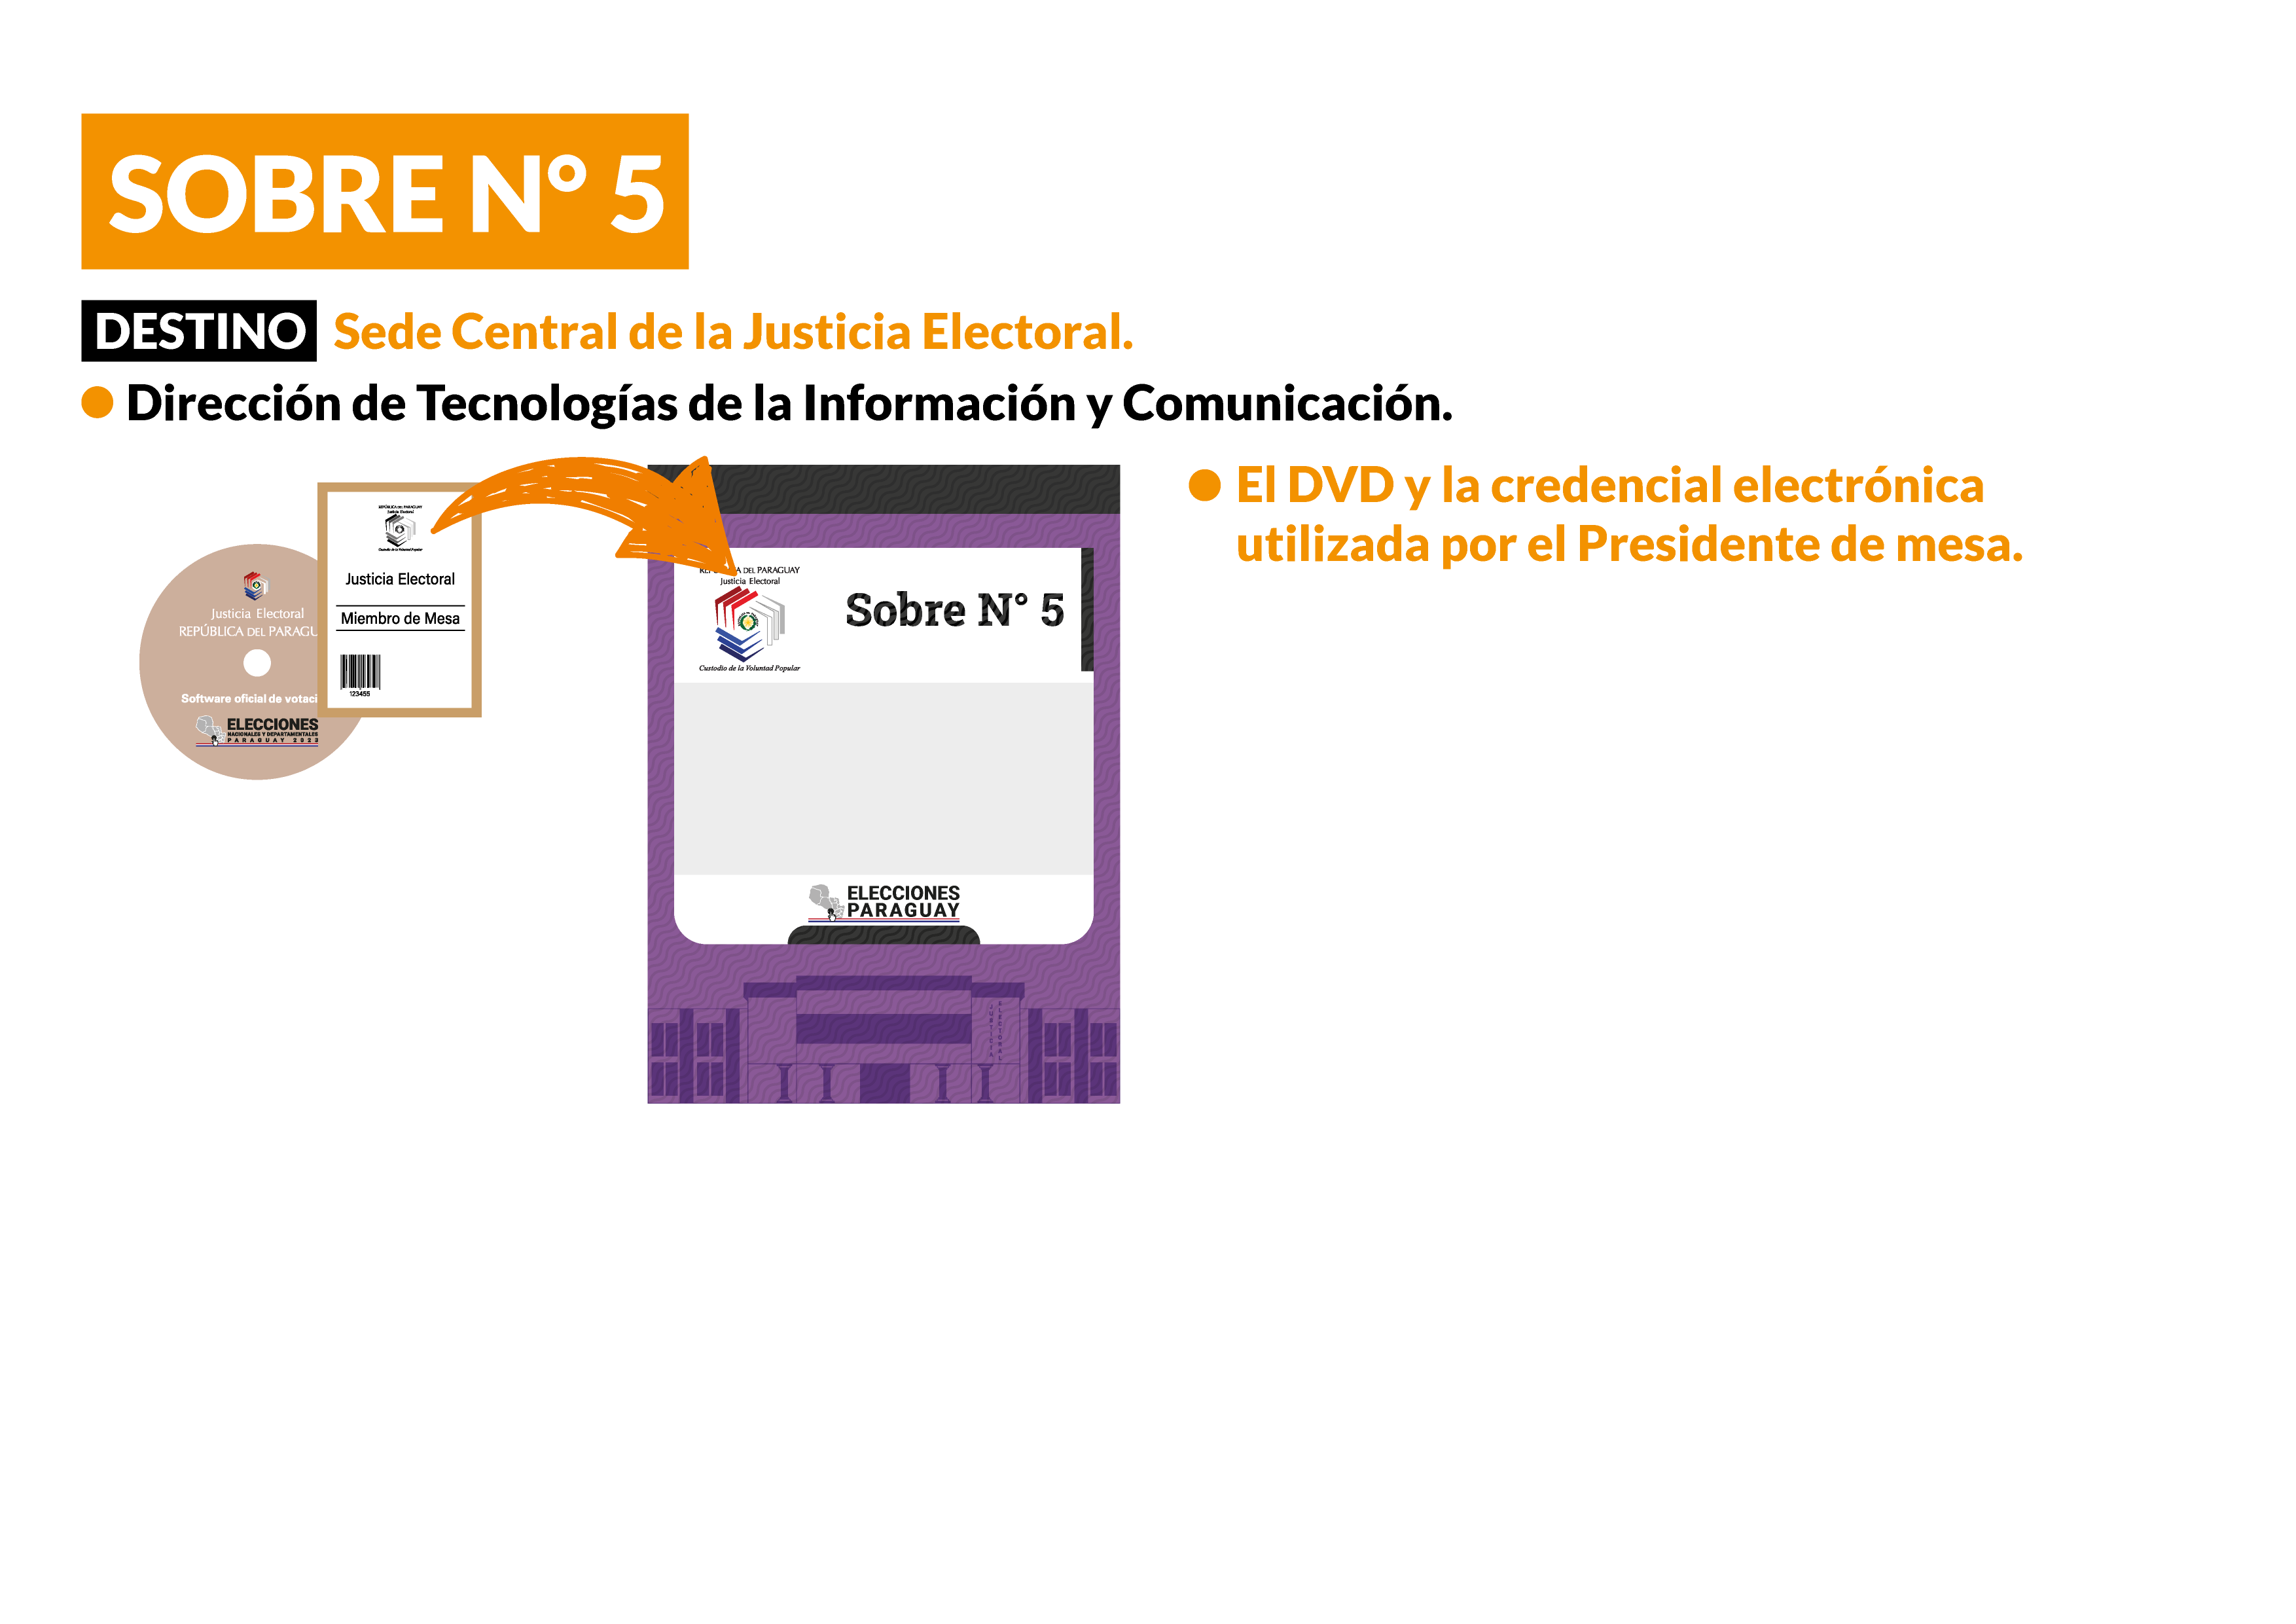 SOBRE N° 5
DESTINO Sede Central de la Justicia Electoral.
Dirección de Tecnologías de la Información y Comunicación.
El DVD y la credencial electrónica
utilizada por el Presidente de mesa.
Justicia Electoral
REPÚBLICA DEL PARAGU
Software oficial de votaci
ELECCIONES
NACIONALES Y DEPARTAMENTALES
PARAGUAY 2023
REPÚBLICA DEL PARAGUAY
Justicia Electoral
Custodio de la Voluntad Popular
Justicia Electoral
Miembro de Mesa
123455
DEL PARAGUAY
Justicia Electoral
Custodio de la Voluntad Popular
Sobre N° 5
ELECCIONES
PARAGUAY
JUSTICIA
ELECTORAL